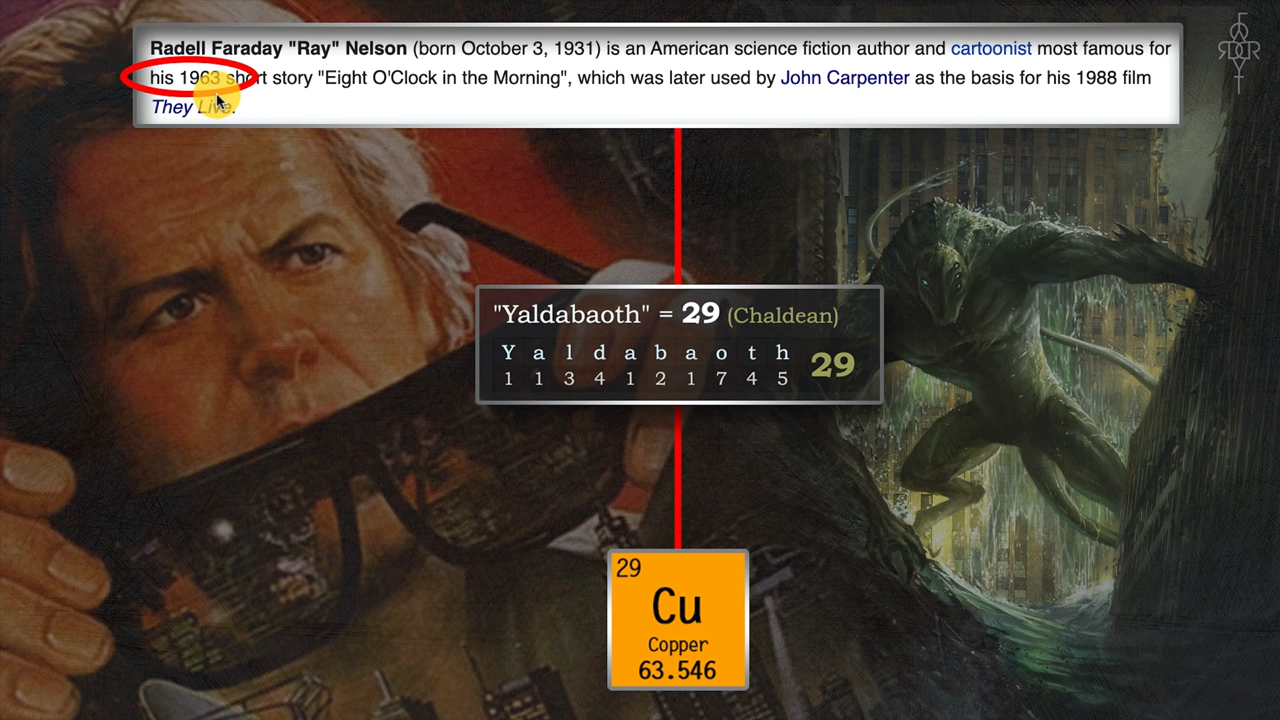 Radell Faraday "Ray" Nelson (born October 3, 1931) is an American science fiction author and cartoonist most famous for
his 1963 short story "Eight O'Clock in the Morning", which was later used by John Carpenter as the basis for his 1988 film
They Live.
"Yaldabaoth" = 29 (Chaldean)
Y a l d a b a o t h
1 1 3 4 1 2 1 7 4 5
29
29
Cu
Copper
63.546